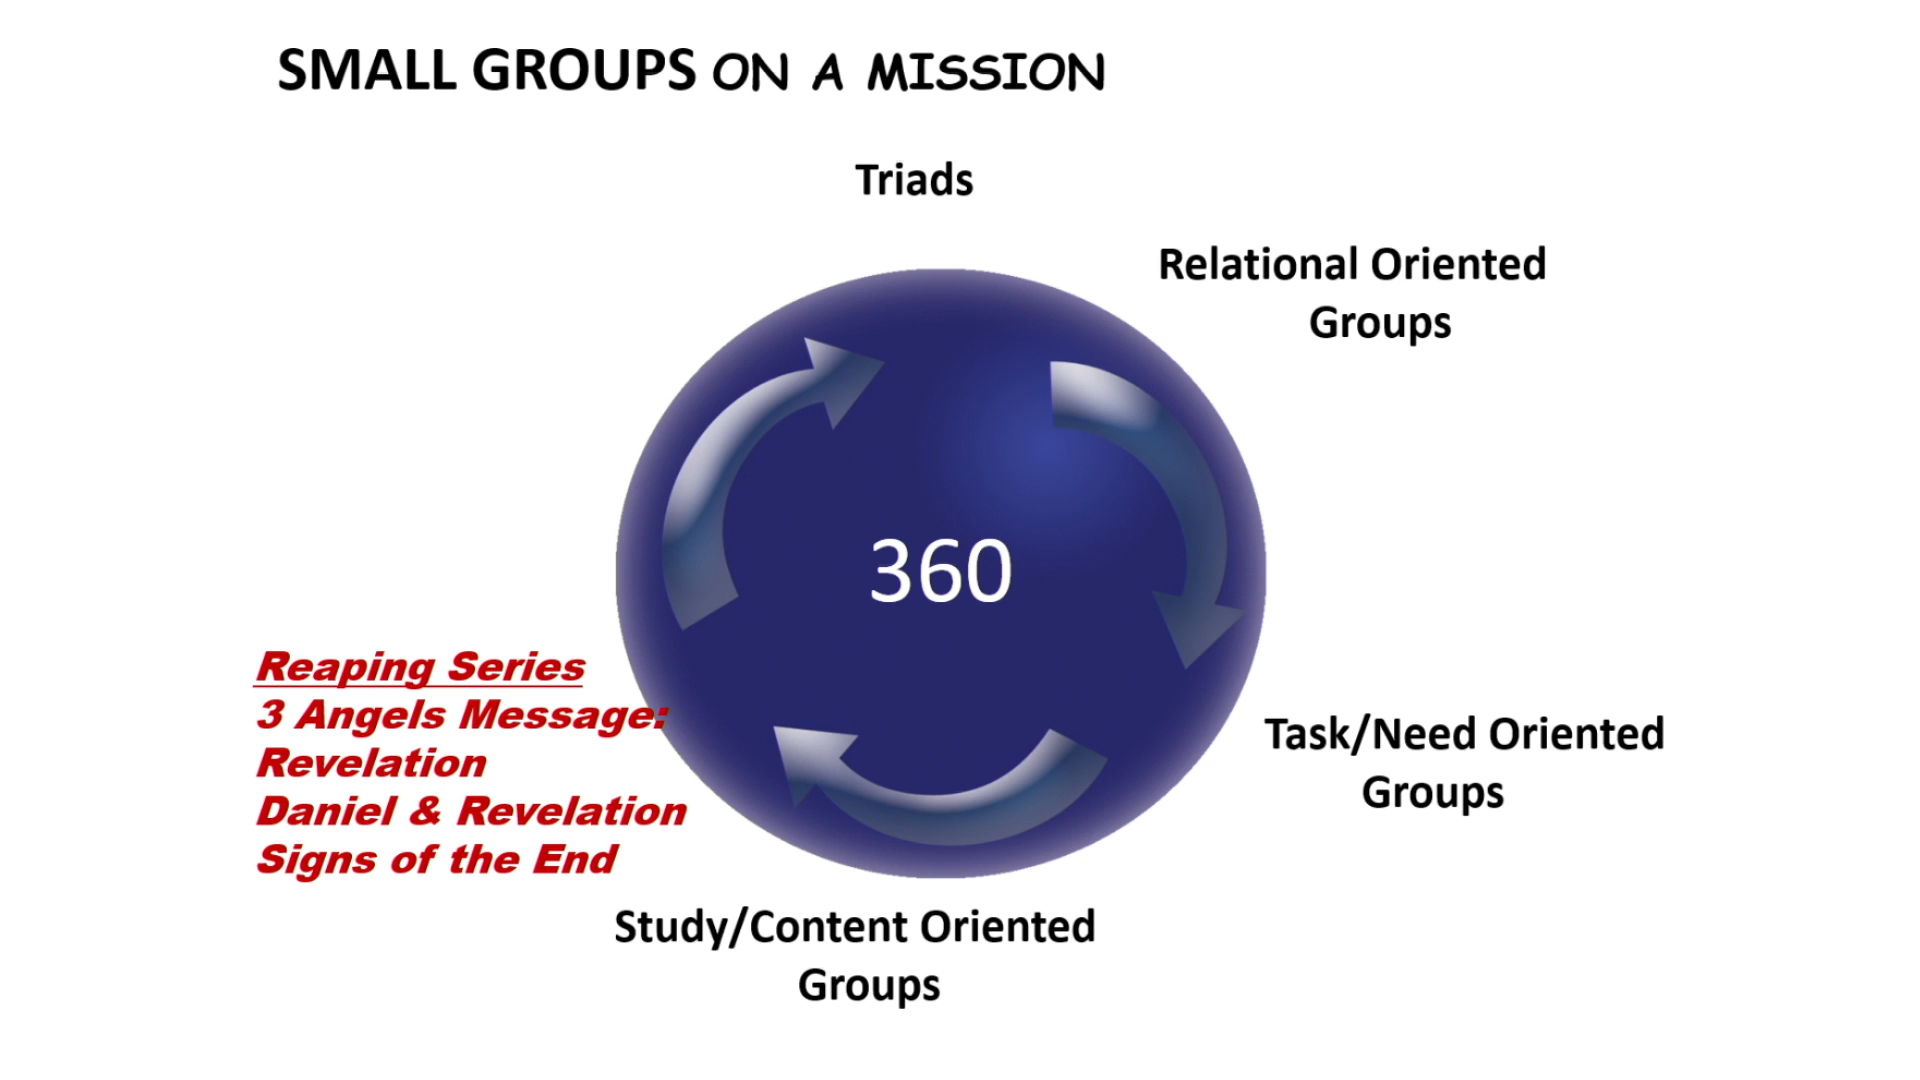 SMALL GROUPS ON A MISSION
Triads
Relational Oriented
Groups
360
Reaping Series
3 Angels Message:
Revelation
Daniel & Revelation
Signs of the End
Task/Need Oriented
Groups
Study/Content Oriented
Groups